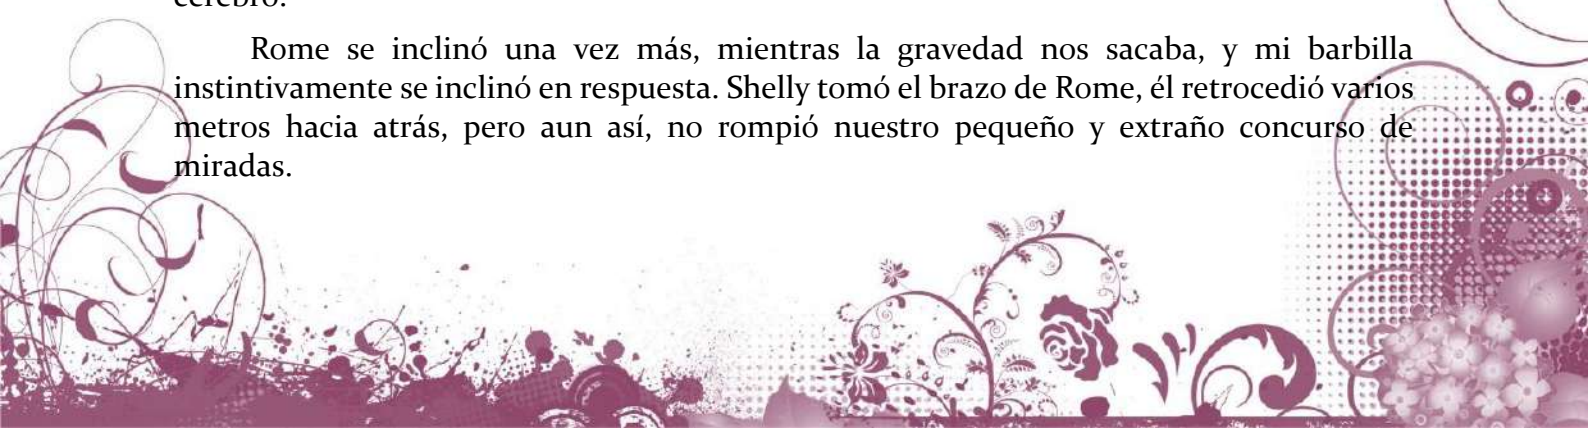 cerebro.
Rome se inclinó una vez más, mientras la gravedad nos sacaba, y mi barbilla
instintivamente se inclinó en respuesta. Shelly tomó el brazo de Rome, él retrocedió varios
metros hacia atrás, pero aun así, no rompió nuestro pequeño y extraño concurso de
miradas.